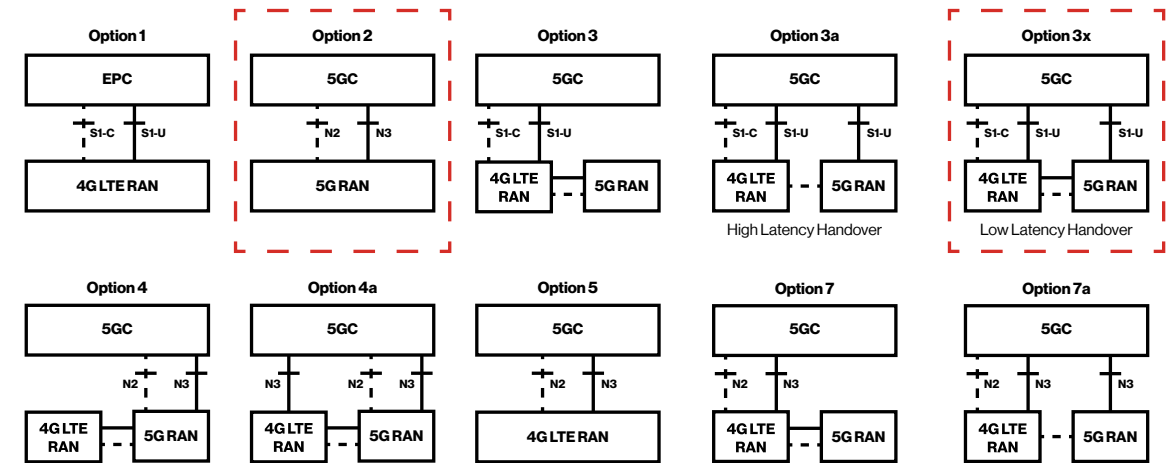 Option 1
Option 2
Option 3
Option 3a
Option 3x
EPC
5GC
5GC
5GC
5GC
S1-C
S1-U
N2
N3
S1-C
S1-U
S1-C
S1-U
S1-U
S1-C
S1-U
S1-U
4G LTE RAN
5G RAN
4G LTE
RAN
5G RAN
4G LTE
RAN
5G RAN
4G LTE
RAN
5G RAN
High Latency Handover
Low Latency Handover
Option 4
Option 4a
Option 5
Option 7
Option 7a
5GC
5GC
5GC
5GC
5GC
N2
N3
N3
N2
N3
N2
N3
N2
N3
N2
N3
N3
4G LTE
RAN
5G RAN
4G LTE
RAN
5G RAN
4G LTE RAN
4G LTE
RAN
5G RAN
4G LTE
RAN
5G RAN